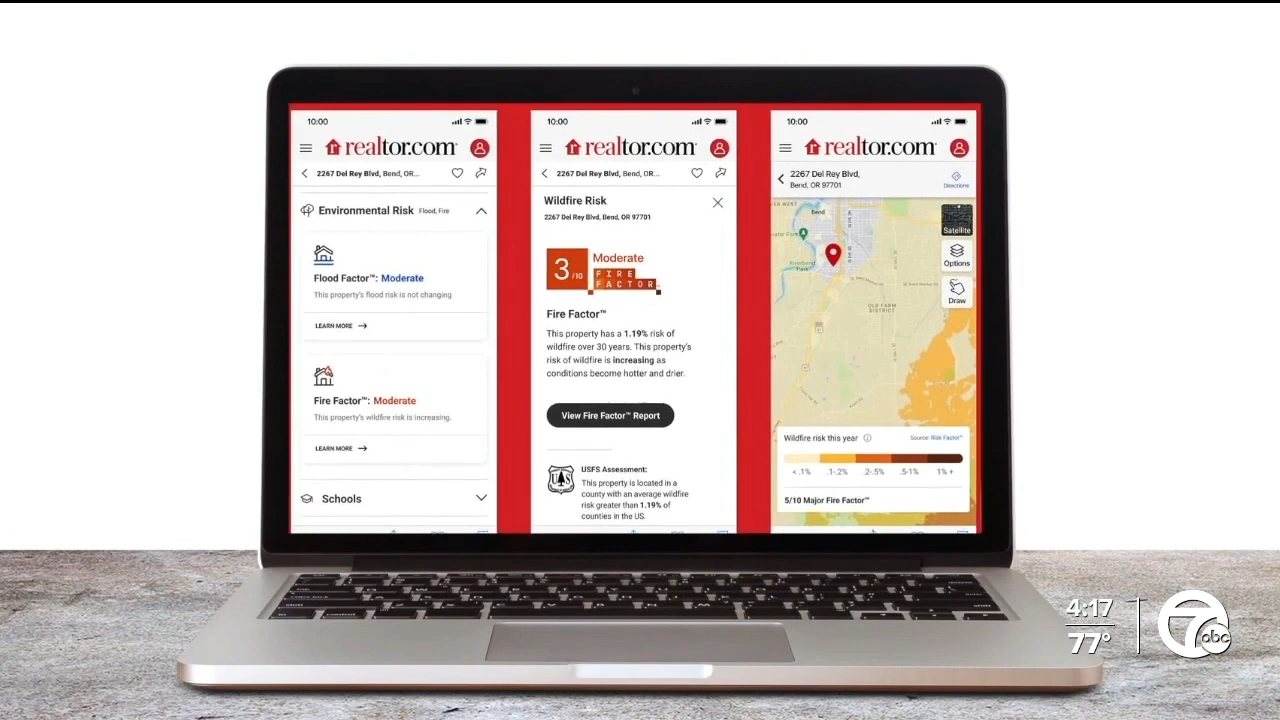 10:00
realtor.com
2267 Del Rey Blvd, Bend, OR...
Environmental Risk Flood, Fire
Flood Factor™: Moderate
This property's flood risk is not changing
LEARN MORE →
Fire Factor™: Moderate
This property's wildfire risk is increasing.
LEARN MORE →
Schools
10:00
realtor.com
2267 Del Rey Blvd, Bend, OR...
Wildfire Risk
2267 Del Rey Blvd, Bend, OR 97701
3/10
Moderate
FIRE
FACTOR
Fire Factor™
This property has a 1.19% risk of
wildfire over 30 years. This property's
risk of wildfire is increasing as
conditions become hotter and drier.
View Fire Factor™ Report
USFS Assessment:
U S
This property is located in a
county with an average wildfire
risk greater than 1.19% of
counties in the US.
10:00
realtor.com
2267 Del Rey Blvd,
Bend, OR 97701
Directions
Bend
Satellite
Riverbend
Park
Options
Draw
OLD FARM
DISTRICT
Wildfire risk this year
Source: Risk Factor™
< .1% .1-.2% .2-.5% .5-1% 1% +
5/10 Major Fire Factor™
4:17
77°
7 abc
shift
control